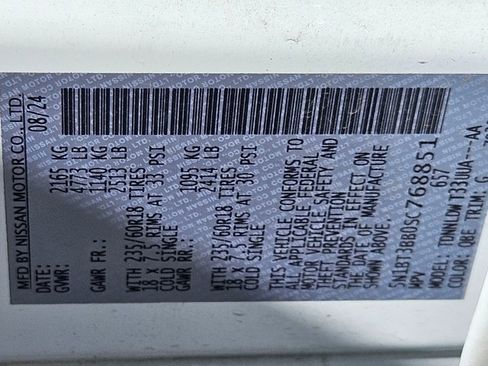 MFD BY NISSAN MOTOR CO., LTD.
DATE: 08/24
GVWR: 2165 KG
4773 LB
GAWR FR: 1140 KG
2513 LB
WITH 235/60R18 TIRES
18 X 7.5 RIMS AT 33 PSI
COLD SINGLE
GAWR RR: 1095 KG
2414 LB
WITH 235/60R18 TIRES
18 X 7.5 RIMS AT 30 PSI
COLD SINGLE
THIS VEHICLE CONFORMS TO
ALL APPLICABLE FEDERAL
MOTOR VEHICLE SAFETY AND
THEFT PREVENTION
STANDARDS IN EFFECT ON
THE DATE OF MANUFACTURE
SHOWN ABOVE.
5N1BT3BB0SC768851
MPV 657
MODEL: TDNNLDW T33UUA---AA
COLOR: QBE TRIM: G